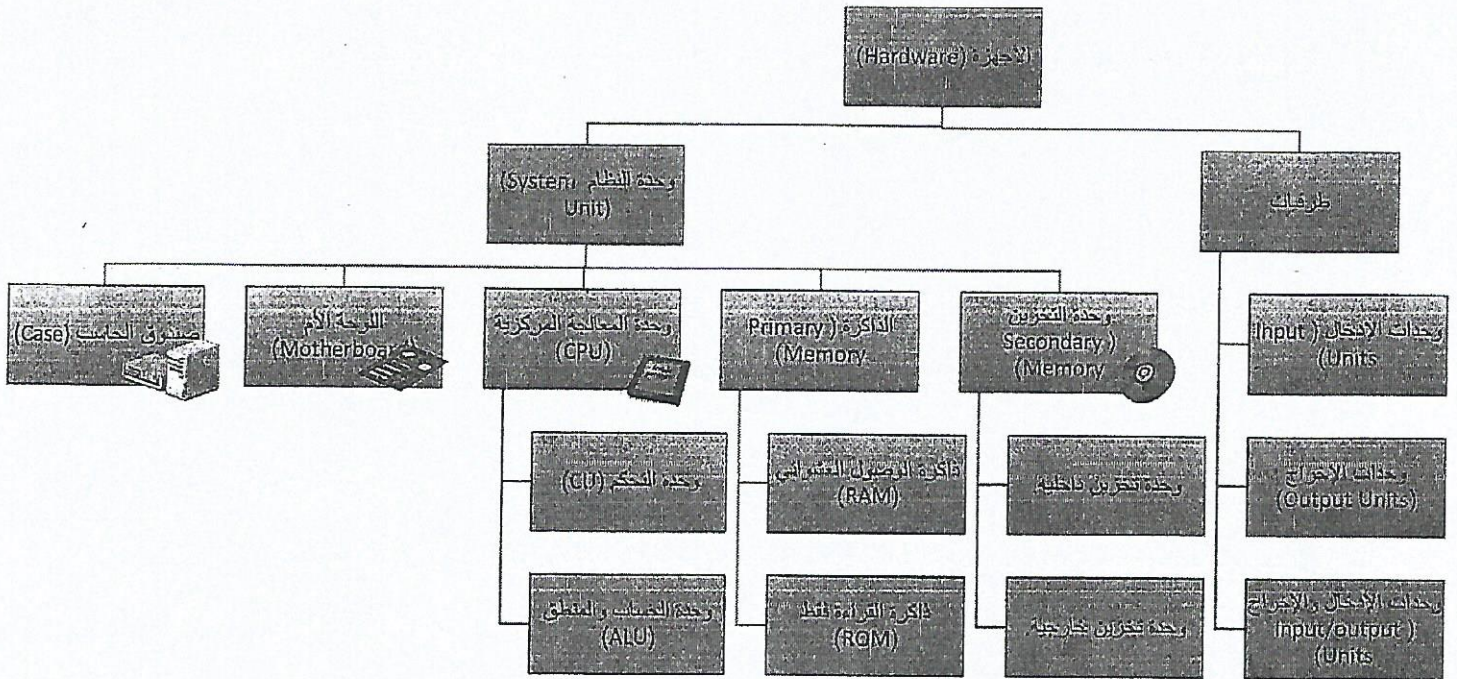 الأجهزة (Hardware)
وحدة النظام (System
Unit)
طرفيات
صندوق الحاسب (Case)
اللوحة الأم
(Motherboard)
وحدة المعالجة المركزية
(CPU)
الذاكرة (Primary
Memory)
وحدة التخزين
(Secondary
Memory)
وحدات الإدخال (Input
Units)
وحدة التحكم (CU)
ذاكرة الوصول العشوائي
(RAM)
وحدة تخزين داخلية
وحدات الإخراج
(Output Units)
وحدة الحساب والمنطق
(ALU)
ذاكرة القراءة فقط
(ROM)
وحدة تخزين خارجية
وحدات الإدخال والإخراج
(Input/output
Units)